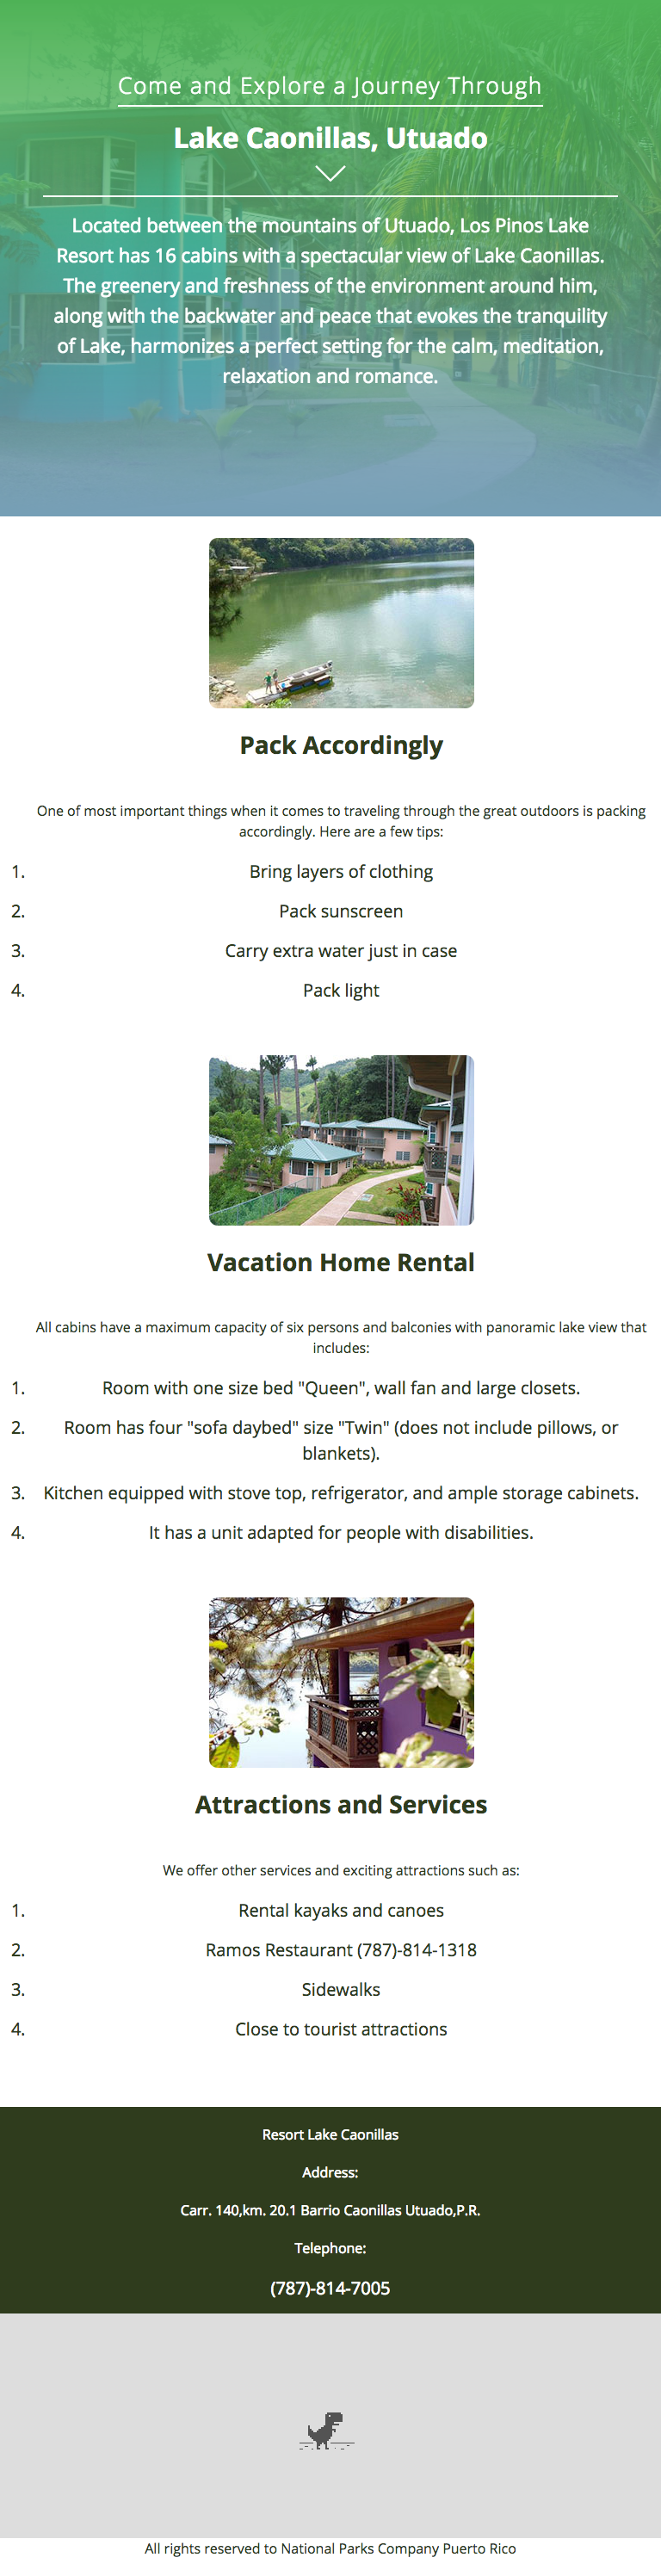 Come and Explore a Journey Through
Lake Caonillas, Utuado
Located between the mountains of Utuado, Los Pinos Lake
Resort has 16 cabins with a spectacular view of Lake Caonillas.
The greenery and freshness of the environment around him,
along with the backwater and peace that evokes the tranquility
of Lake, harmonizes a perfect setting for the calm, meditation,
relaxation and romance.
Pack Accordingly
One of most important things when it comes to traveling through the great outdoors is packing
accordingly. Here are a few tips:
1. Bring layers of clothing
2. Pack sunscreen
3. Carry extra water just in case
4. Pack light
Vacation Home Rental
All cabins have a maximum capacity of six persons and balconies with panoramic lake view that
includes:
1. Room with one size bed "Queen", wall fan and large closets.
2. Room has four "sofa daybed" size "Twin" (does not include pillows, or
blankets).
3. Kitchen equipped with stove top, refrigerator, and ample storage cabinets.
4. It has a unit adapted for people with disabilities.
Attractions and Services
We offer other services and exciting attractions such as:
1. Rental kayaks and canoes
2. Ramos Restaurant (787)-814-1318
3. Sidewalks
4. Close to tourist attractions
Resort Lake Caonillas
Address:
Carr. 140,km. 20.1 Barrio Caonillas Utuado,P.R.
Telephone:
(787)-814-7005
All rights reserved to National Parks Company Puerto Rico